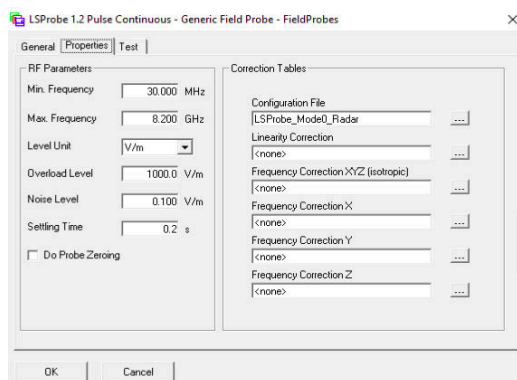 LSProbe 1.2 Pulse Continuous - Generic Field Probe - FieldProbes
General Properties Test
RF Parameters
Min. Frequency 30.000 MHz
Max. Frequency 8.200 GHz
Level Unit V/m
Overload Level 1000.0 V/m
Noise Level 0.100 V/m
Settling Time 0.2 s
Do Probe Zeroing
Correction Tables
Configuration File
LSProbe_Mode0_Radar ...
Linearity Correction
<none> ...
Frequency Correction XYZ (isotropic)
<none> ...
Frequency Correction X
<none> ...
Frequency Correction Y
<none> ...
Frequency Correction Z
<none> ...
OK Cancel